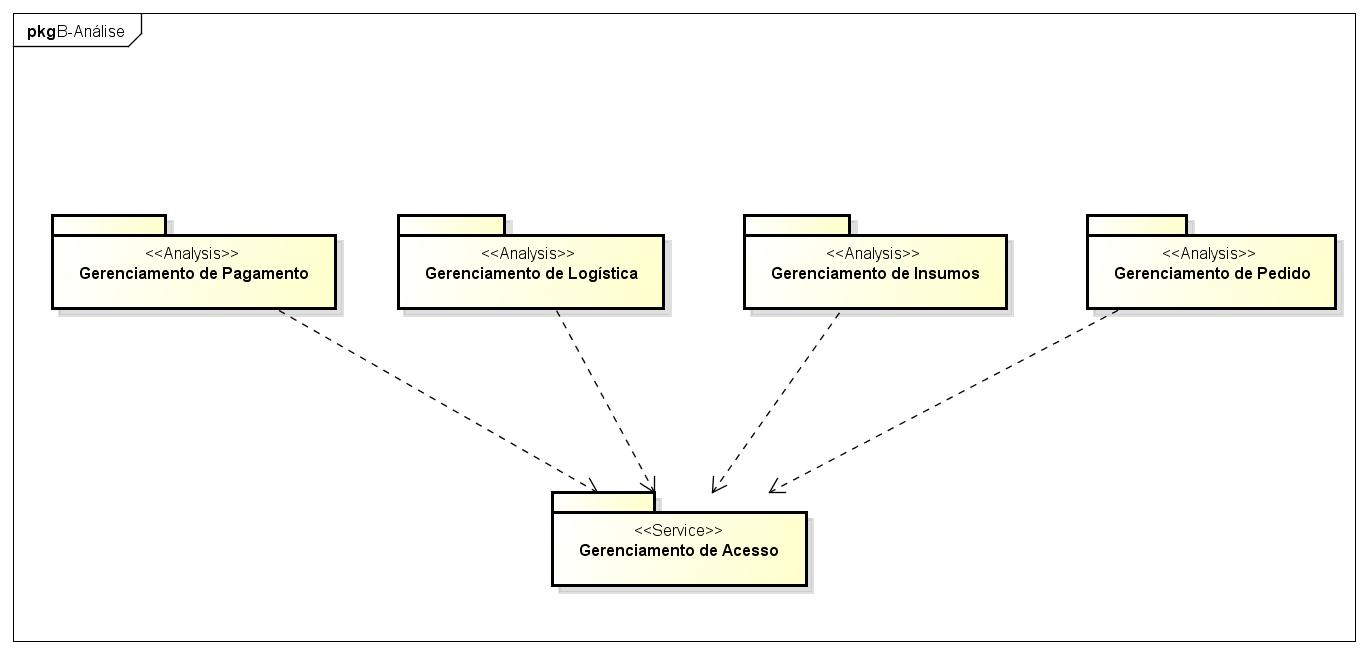 pkgB-Análise
<<Analysis>>
Gerenciamento de Pagamento
<<Analysis>>
Gerenciamento de Logística
<<Analysis>>
Gerenciamento de Insumos
<<Analysis>>
Gerenciamento de Pedido
<<Service>>
Gerenciamento de Acesso